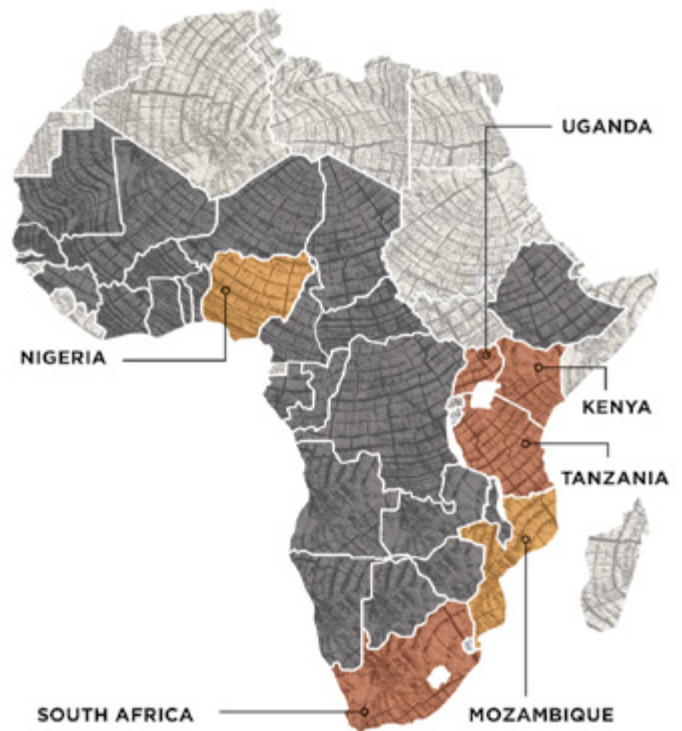 UGANDA
NIGERIA
KENYA
TANZANIA
SOUTH AFRICA
MOZAMBIQUE